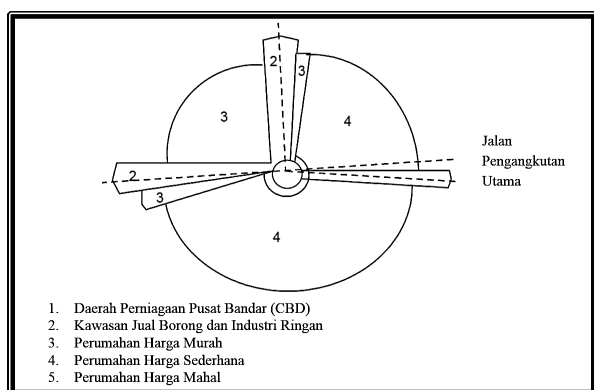 2
3
3
4
Jalan
Pengangkutan
Utama
2
3
4
1. Daerah Perniagaan Pusat Bandar (CBD)
2. Kawasan Jual Borong dan Industri Ringan
3. Perumahan Harga Murah
4. Perumahan Harga Sederhana
5. Perumahan Harga Mahal